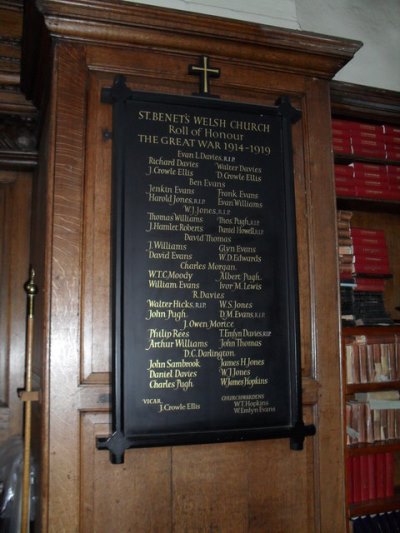 ST. BENET'S WELSH CHURCH
Roll of Honour
THE GREAT WAR 1914-1919
Evan L. Davies, R.I.P.
Richard Davies Walter Davies
J. Crowle Ellis D. Crowle Ellis
Ben Evans
Jenkin Evans Frank Evans
Harold Jones, R.I.P. Evan Williams
W. J. Jones, R.I.P.
Thomas Williams Thos. Pugh, R.I.P.
J. Hamlet Roberts Daniel Howell, R.I.P.
David Thomas
J. Williams Glyn Evans
David Evans W. D. Edwards
Charles Morgan
W. T. C. Moody Albert Pugh
William Evans Ivor M. Lewis
R. Davies
Walter Hicks, R.I.P. W. S. Jones
John Pugh D. M. Evans, R.I.P.
J. Owen Morice
Philip Rees T. Emlyn Davies, R.I.P.
Arthur Williams John Thomas
D. C. Darlington
John Sambrook James H. Jones
Daniel Davies W. J. Jones
Charles Pugh W. James Hopkins
VICAR CHURCHWARDENS
J. Crowle Ellis W. T. Hopkins
W. Emlyn Evans